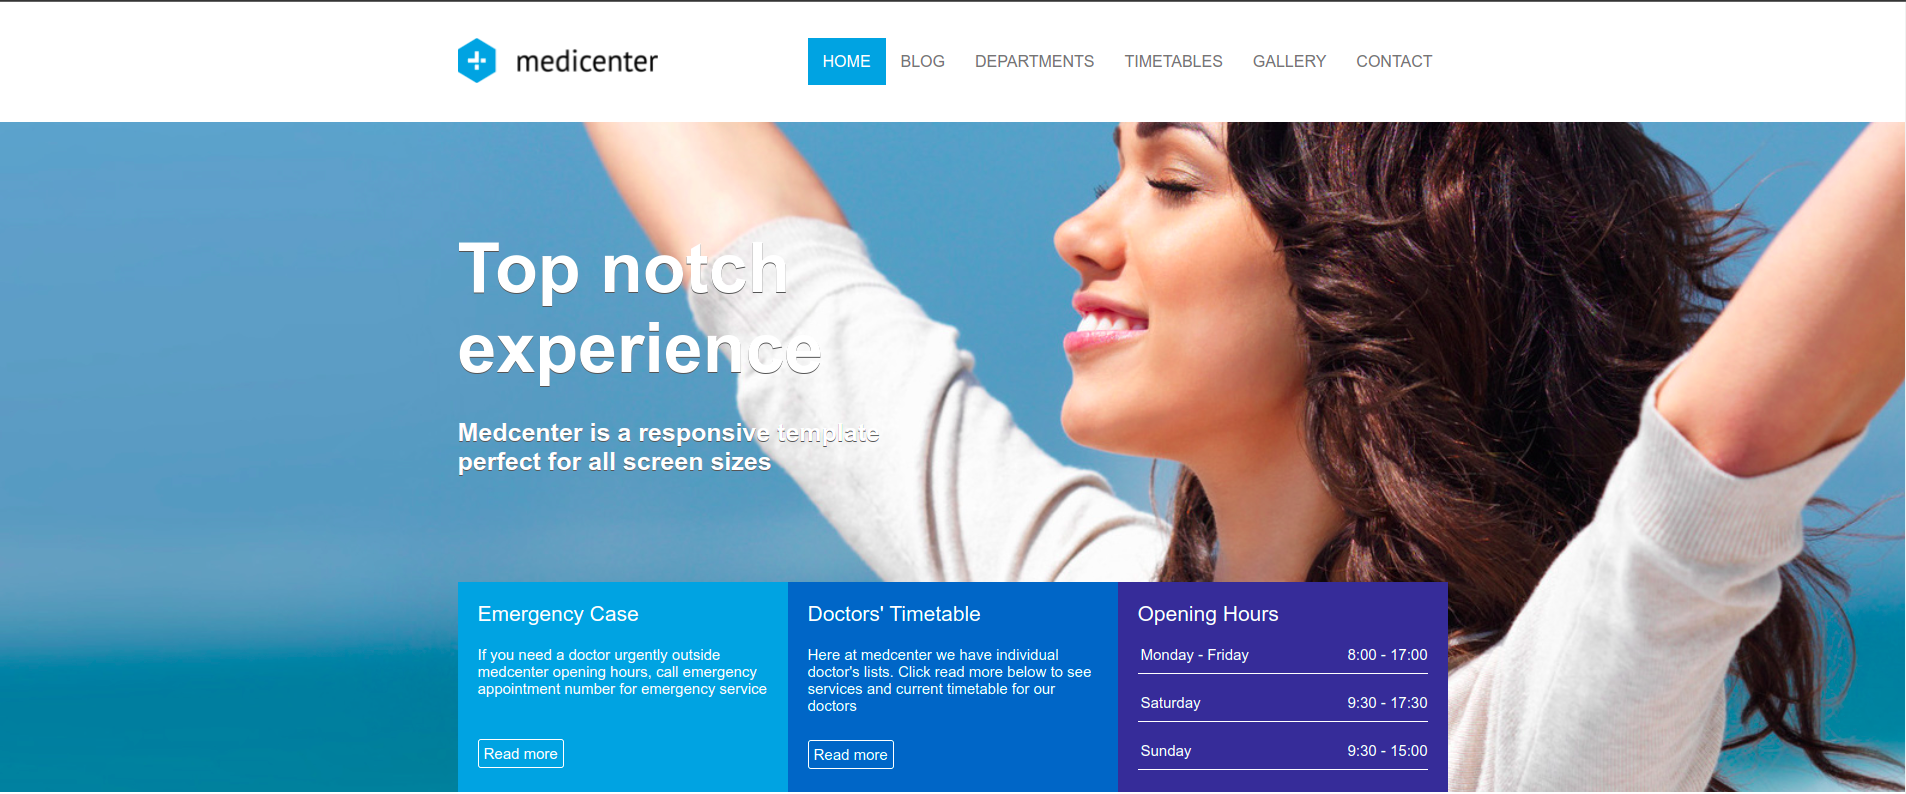 medicenter
HOME BLOG DEPARTMENTS TIMETABLES GALLERY CONTACT
Top notch
experience
Medcenter is a responsive template
perfect for all screen sizes
Emergency Case
If you need a doctor urgently outside
medcenter opening hours, call emergency
appointment number for emergency service
Read more
Doctors' Timetable
Here at medcenter we have individual
doctor's lists. Click read more below to see
services and current timetable for our
doctors
Read more
Opening Hours
Monday - Friday 8:00 - 17:00
Saturday 9:30 - 17:30
Sunday 9:30 - 15:00